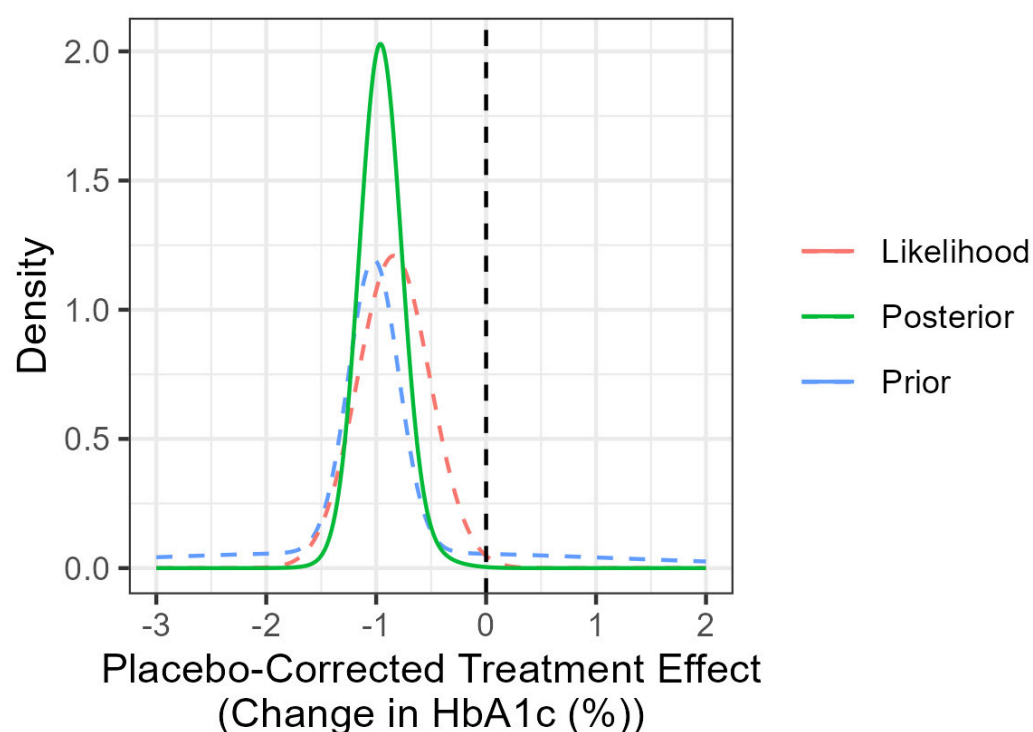 2.0
1.5
1.0
0.5
0.0
Density
-3 -2 -1 0 1 2
Placebo-Corrected Treatment Effect
(Change in HbA1c (%))
Likelihood
Posterior
Prior